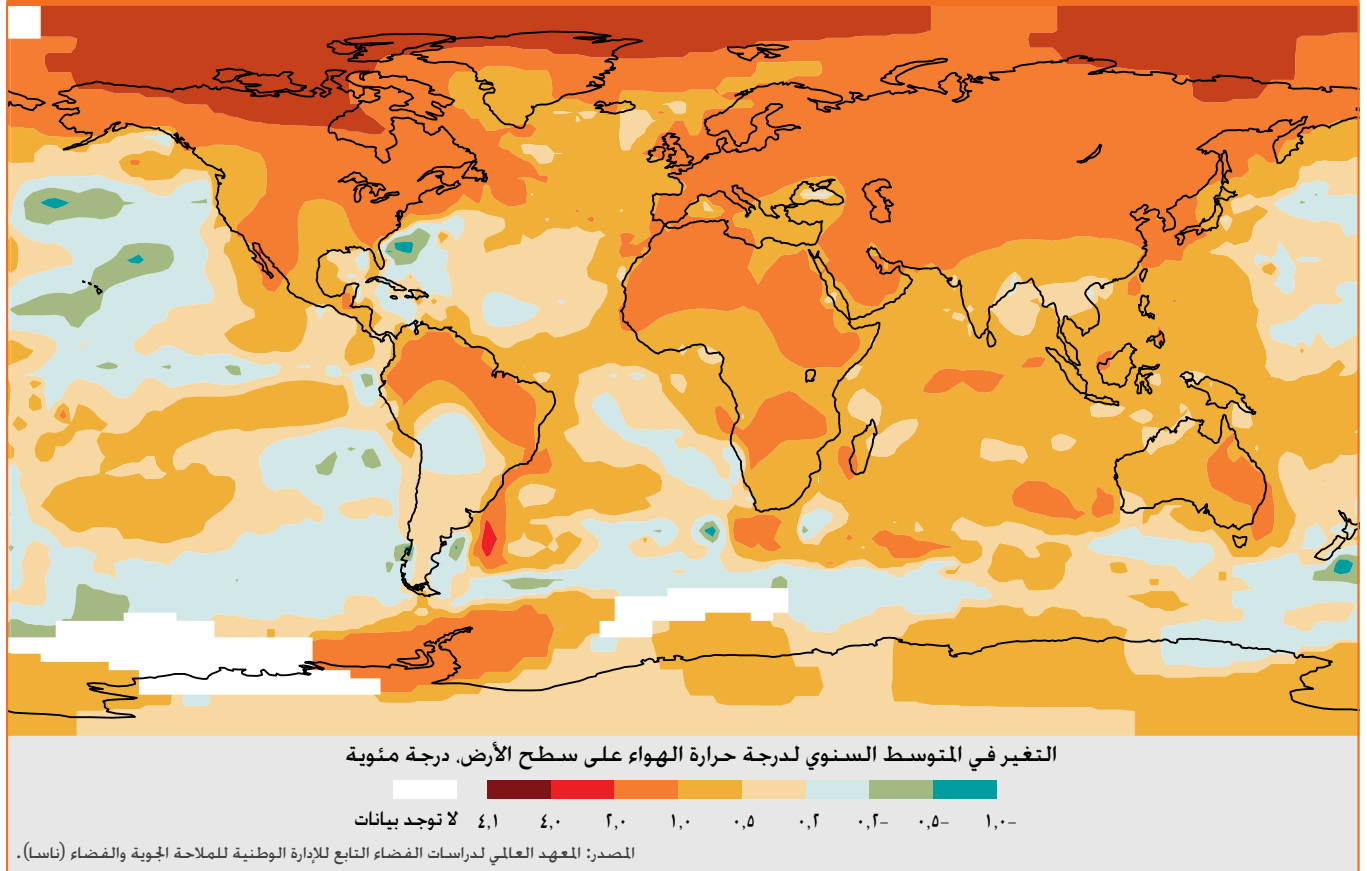 التغير في المتوسط السنوي لدرجة حرارة الهواء على سطح الأرض، درجة مئوية
-١٫٠ -٠٫٥ -٠٫٢ ٠٫٢ ٠٫٥ ١٫٠ ٢٫٠ ٤٫٠ ٤٫١ لا توجد بيانات
المصدر: المعهد العالمي لدراسات الفضاء التابع للإدارة الوطنية للملاحة الجوية والفضاء (ناسا).